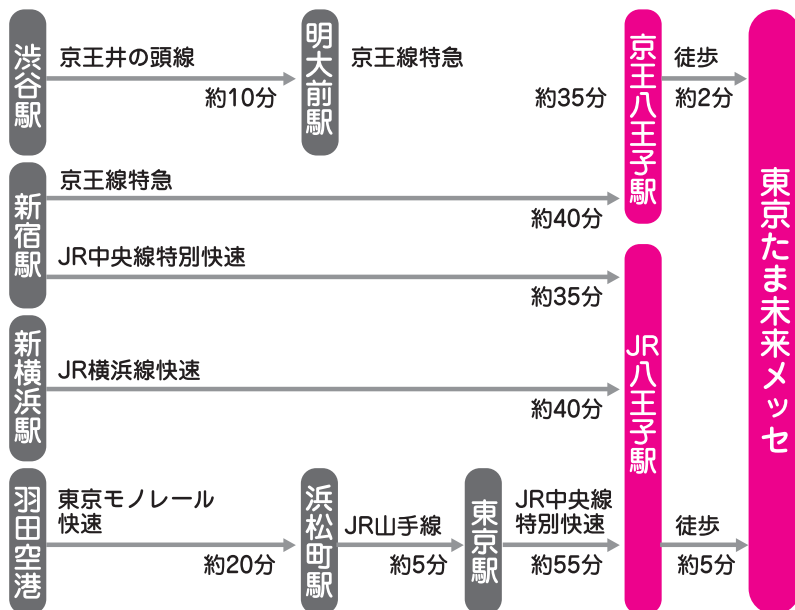 渋谷駅
京王井の頭線
約10分
明大前駅
京王線特急
約35分
京王八王子駅
徒歩
約2分
東京たま未来メッセ
新宿駅
京王線特急
約40分
JR中央線特別快速
約35分
新横浜駅
JR横浜線快速
約40分
JR八王子駅
羽田空港
東京モノレール
快速
約20分
浜松町駅
JR山手線
約5分
東京駅
JR中央線
特別快速
約55分
徒歩
約5分